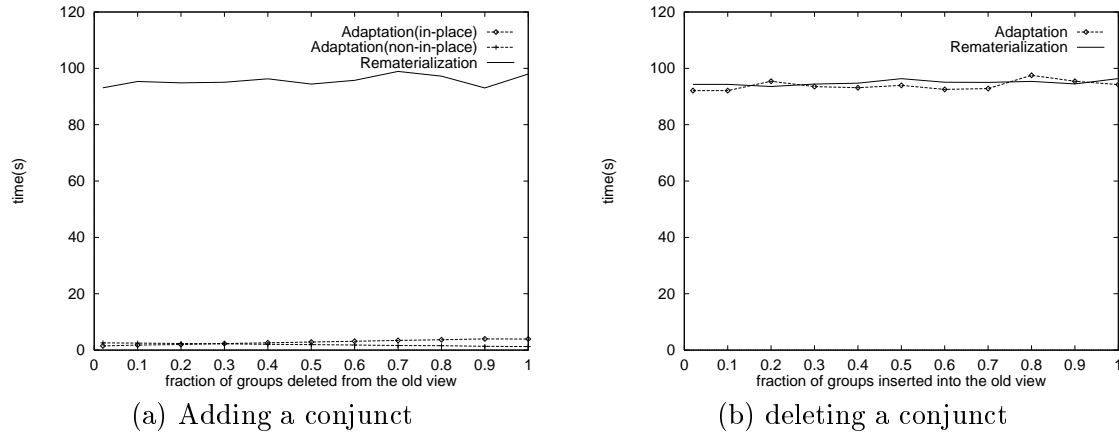 120
100
80
60
40
20
0
time(s)
Adaptation(in-place)
Adaptation(non-in-place)
Rematerialization
0 0.1 0.2 0.3 0.4 0.5 0.6 0.7 0.8 0.9 1
fraction of groups deleted from the old view
(a) Adding a conjunct
120
100
80
60
40
20
0
time(s)
Adaptation
Rematerialization
0 0.1 0.2 0.3 0.4 0.5 0.6 0.7 0.8 0.9 1
fraction of groups inserted into the old view
(b) deleting a conjunct